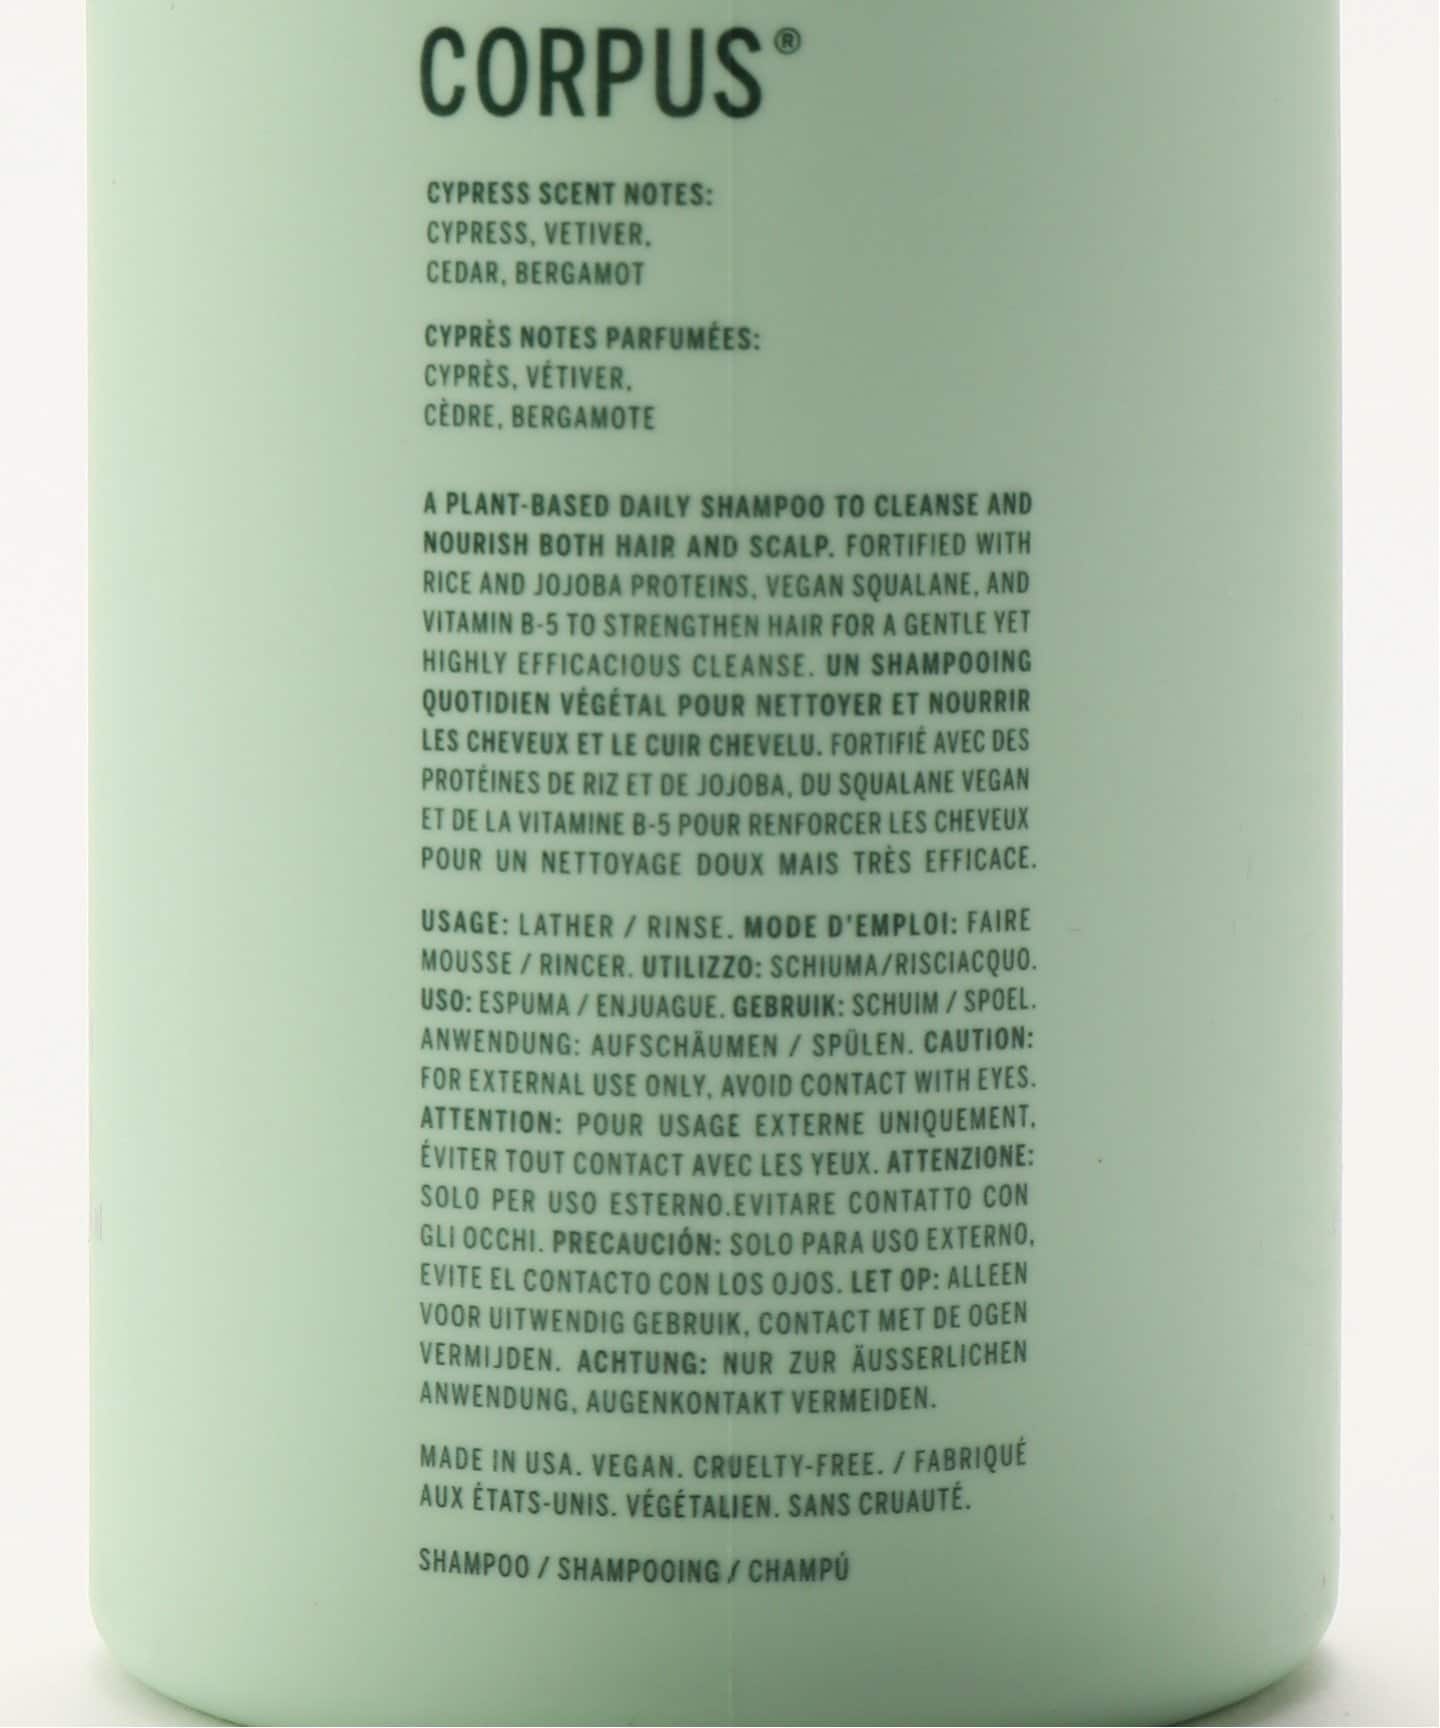 CORPUS®
CYPRESS SCENT NOTES:
CYPRESS, VETIVER,
CEDAR, BERGAMOT
CYPRÈS NOTES PARFUMÉES:
CYPRÈS, VÉTIVER,
CÈDRE, BERGAMOTE
A PLANT-BASED DAILY SHAMPOO TO CLEANSE AND
NOURISH BOTH HAIR AND SCALP. FORTIFIED WITH
RICE AND JOJOBA PROTEINS, VEGAN SQUALANE, AND
VITAMIN B-5 TO STRENGTHEN HAIR FOR A GENTLE YET
HIGHLY EFFICACIOUS CLEANSE. UN SHAMPOOING
QUOTIDIEN VÉGÉTAL POUR NETTOYER ET NOURRIR
LES CHEVEUX ET LE CUIR CHEVELU. FORTIFIÉ AVEC DES
PROTÉINES DE RIZ ET DE JOJOBA, DU SQUALANE VEGAN
ET DE LA VITAMINE B-5 POUR RENFORCER LES CHEVEUX
POUR UN NETTOYAGE DOUX MAIS TRÈS EFFICACE.
USAGE: LATHER / RINSE. MODE D'EMPLOI: FAIRE
MOUSSE / RINCER. UTILIZZO: SCHIUMA/RISCIACQUO.
USO: ESPUMA / ENJUAGUE. GEBRUIK: SCHUIM / SPOEL.
ANWENDUNG: AUFSCHÄUMEN / SPÜLEN. CAUTION:
FOR EXTERNAL USE ONLY, AVOID CONTACT WITH EYES.
ATTENTION: POUR USAGE EXTERNE UNIQUEMENT,
ÉVITER TOUT CONTACT AVEC LES YEUX. ATTENZIONE:
SOLO PER USO ESTERNO.EVITARE CONTATTO CON
GLI OCCHI. PRECAUCIÓN: SOLO PARA USO EXTERNO,
EVITE EL CONTACTO CON LOS OJOS. LET OP: ALLEEN
VOOR UITWENDIG GEBRUIK, CONTACT MET DE OGEN
VERMIJDEN. ACHTUNG: NUR ZUR ÄUSSERLICHEN
ANWENDUNG, AUGENKONTAKT VERMEIDEN.
MADE IN USA. VEGAN. CRUELTY-FREE. / FABRIQUÉ
AUX ÉTATS-UNIS. VÉGÉTALIEN. SANS CRUAUTÉ.
SHAMPOO / SHAMPOOING / CHAMPÚ